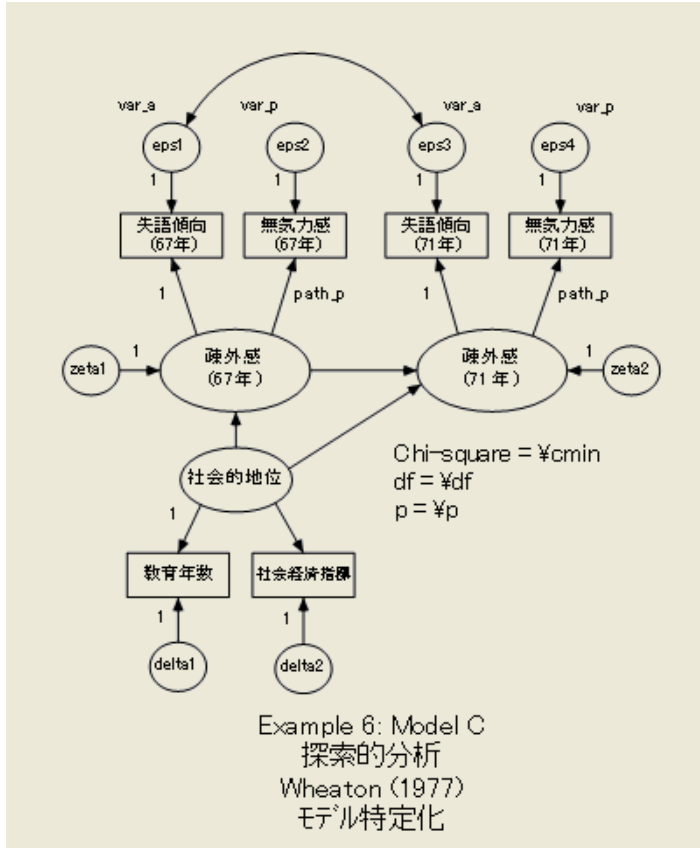 var_a
var_p
var_a
var_p
eps1
eps2
eps3
eps4
1
1
1
1
失語傾向
(67年)
無気力感
(67年)
失語傾向
(71年)
無気力感
(71年)
1
path_p
1
path_p
zeta1
1
疎外感
(67年)
疎外感
(71年)
1
zeta2
社会的地位
Chi-square = ¥cmin
df = ¥df
p = ¥p
1
教育年数
社会経済指標
1
1
delta1
delta2
Example 6: Model C
探索的分析
Wheaton (1977)
モデル特定化